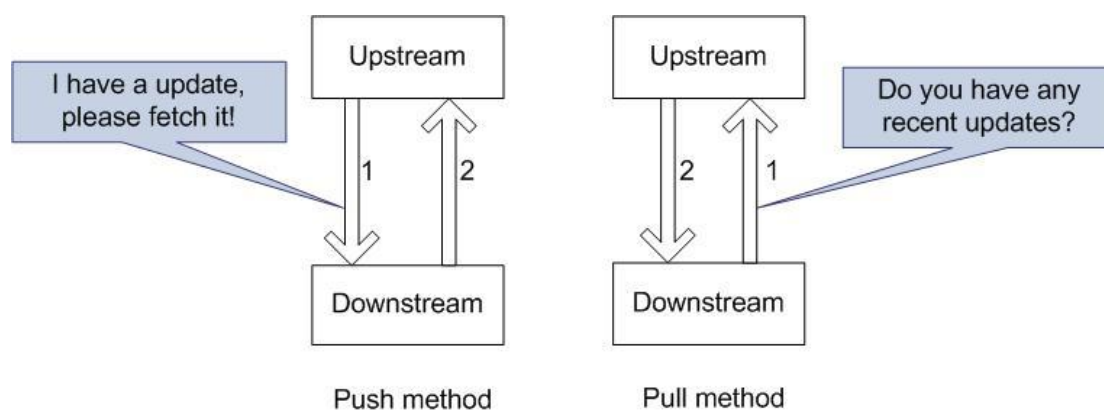 Upstream
I have a update,
please fetch it!
1
2
Downstream
Push method
Upstream
Do you have any
recent updates?
2
1
Downstream
Pull method